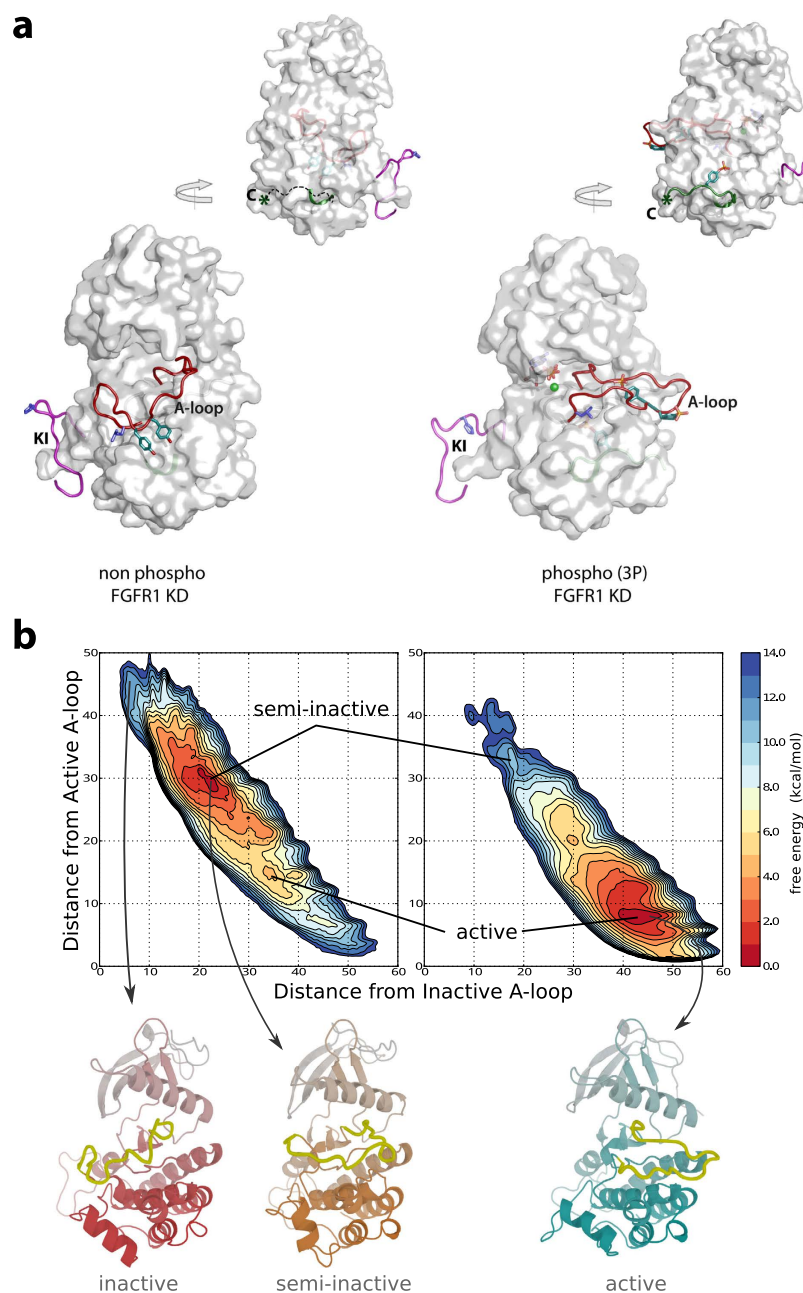 a
C
C
A-loop
KI
A-loop
KI
non phospho
FGFR1 KD
phospho (3P)
FGFR1 KD
b
Distance from Active A-loop
50
40
30
20
10
0
0
10
20
30
40
50
60
semi-inactive
active
50
40
30
20
10
0
0
10
20
30
40
50
60
Distance from Inactive A-loop
14.0
12.0
10.0
8.0
6.0
4.0
2.0
0.0
free energy (kcal/mol)
inactive
semi-inactive
active